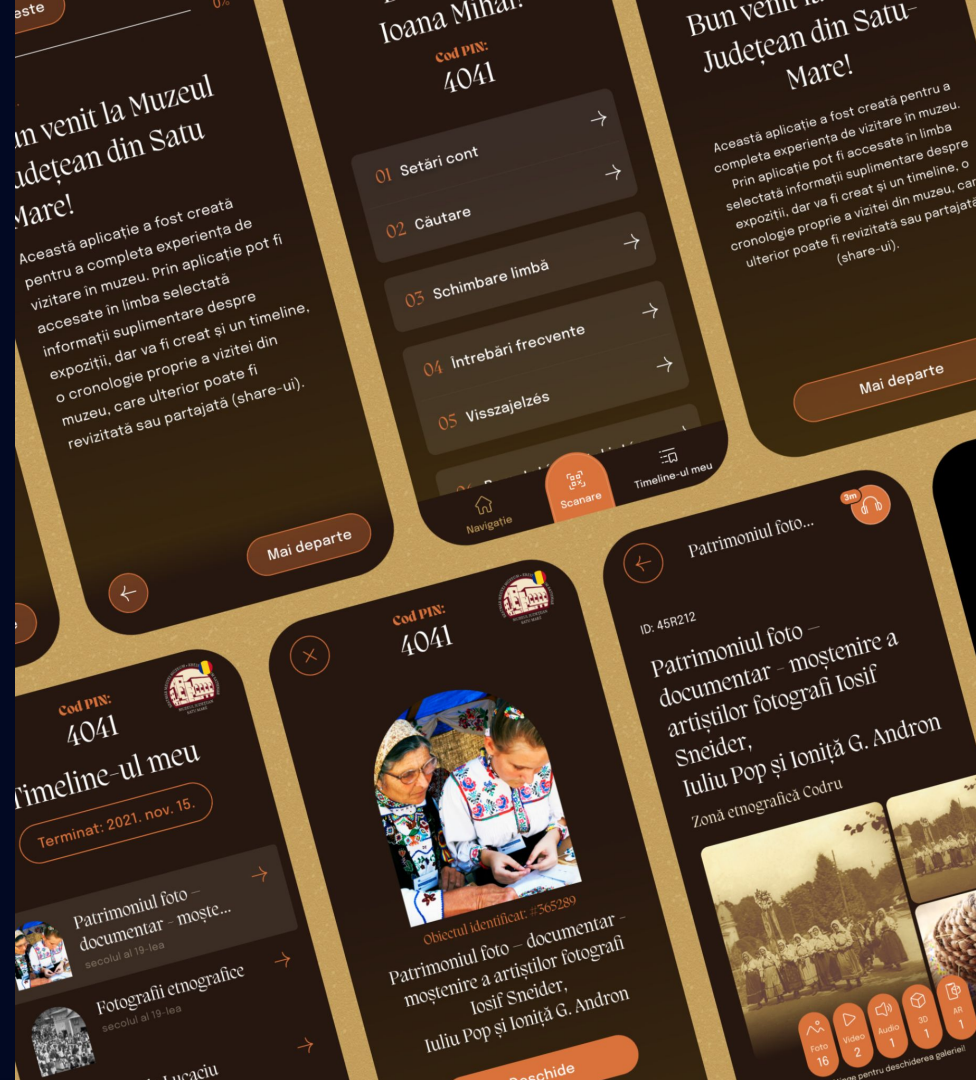 0%
venit la Muzeul
Județean din Satu
Mare!
Această aplicație a fost creată
pentru a completa experiența de
vizitare în muzeu. Prin aplicație pot fi
accesate în limba selectată
informații suplimentare despre
expoziții, dar va fi creat și un timeline,
o cronologie proprie a vizitei din
muzeu, care ulterior poate fi
revizitată sau partajată (share-ui).
Mai departe
Ioana Mihai!
Cod PIN:
4041
01 Setări cont
02 Căutare
03 Schimbare limbă
04 Întrebări frecvente
05 Visszajelzés
Navigație
Scanare
Timeline-ul meu
Bun venit la
Județean din Satu-
Mare!
Această aplicație a fost creată pentru a
completa experiența de vizitare în muzeu.
Prin aplicație pot fi accesate în limba
selectată informații suplimentare despre
expoziții, dar va fi creat și un timeline, o
cronologie proprie a vizitei din muzeu, care
ulterior poate fi revizitată sau partajată
(share-ui).
Mai departe
Cod PIN:
4041
Timeline-ul meu
Terminat: 2021. nov. 15.
Patrimoniul foto –
documentar - moște...
secolul al 19-lea
Fotografii etnografice
secolul al 19-lea
Lucaciu
Cod PIN:
4041
Obiectul identificat: #365289
Patrimoniul foto – documentar –
moștenire a artiștilor fotografi
Iosif Sneider,
Iuliu Pop și Ioniță G. Andron
Deschide
Patrimoniul foto...
3m
ID: 45R212
Patrimoniul foto –
documentar - moștenire a
artiștilor fotografi Iosif
Sneider,
Iuliu Pop și Ioniță G. Andron
Zonă etnografică Codru
Foto
16
Video
2
Audio
1
3D
1
AR
1
pentru deschiderea galeriei!